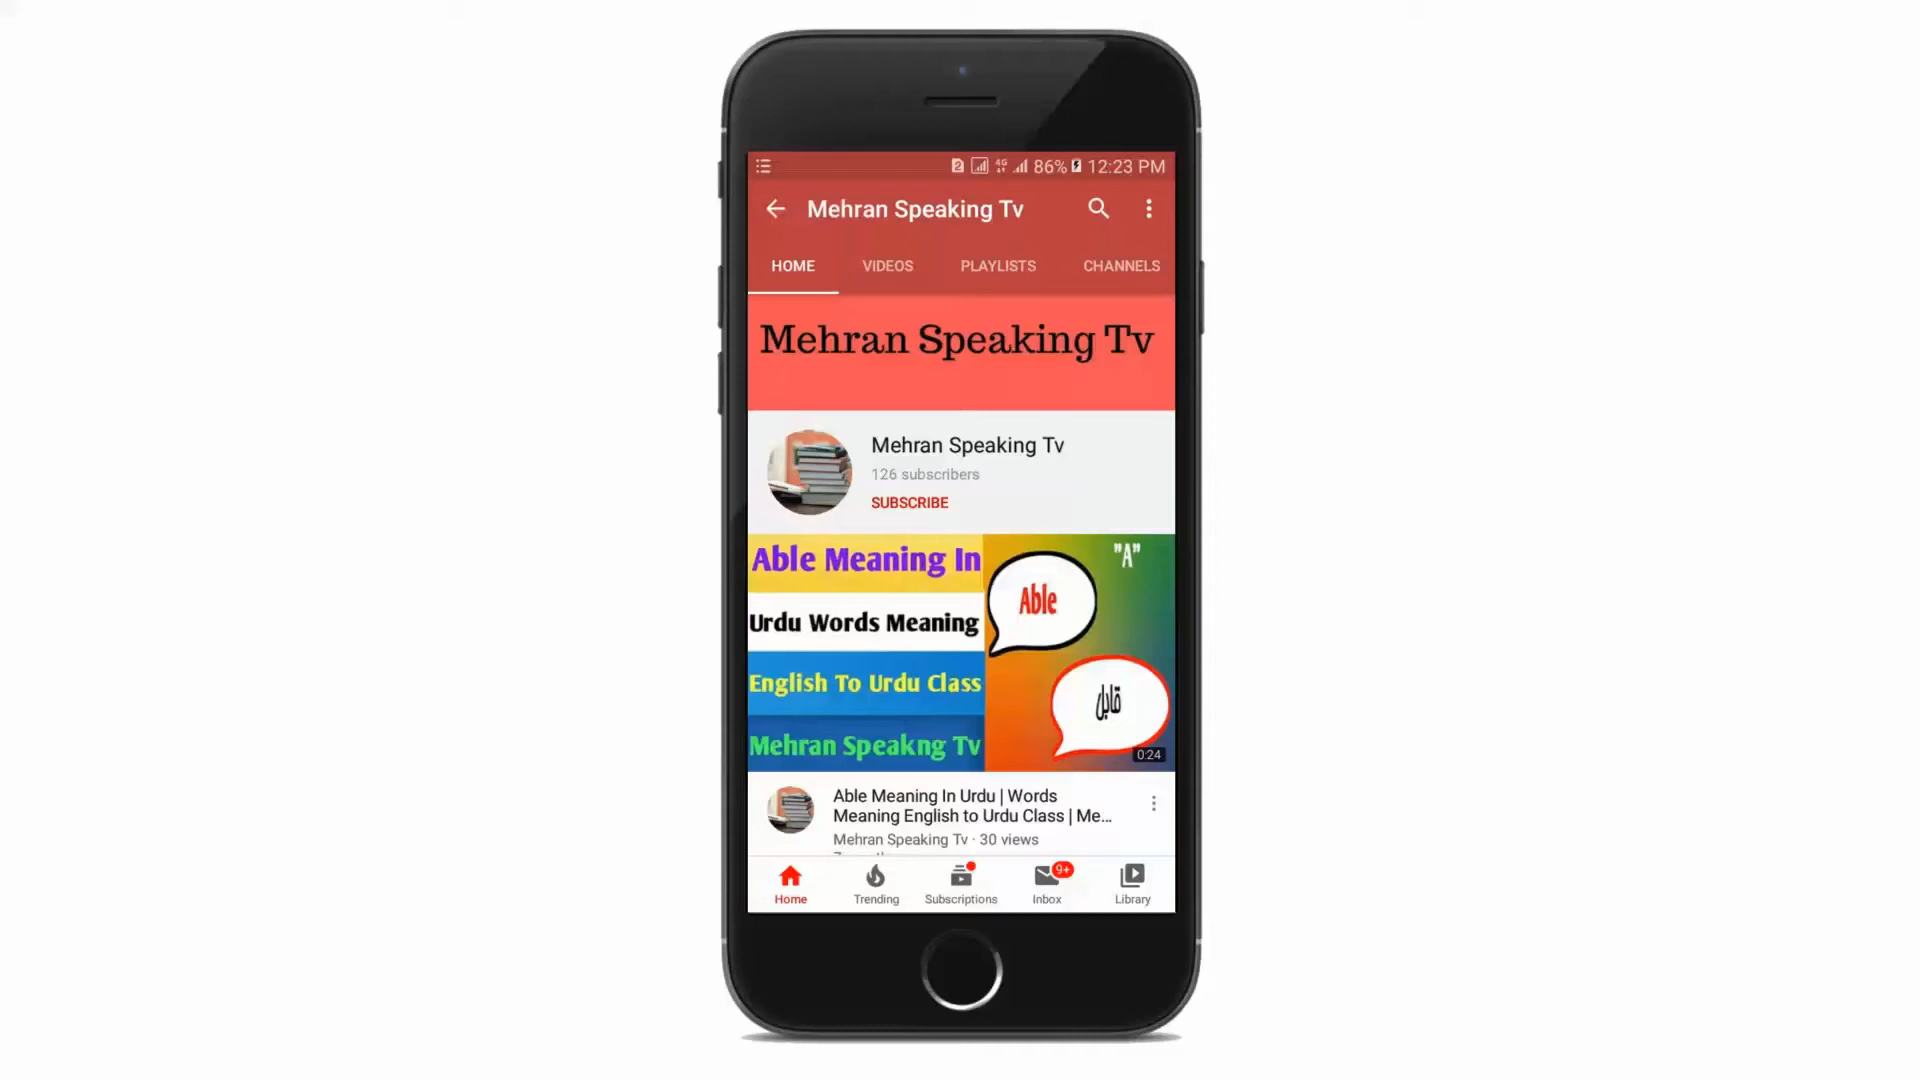 2 4G 86% 12:23 PM
Mehran Speaking Tv
HOME VIDEOS PLAYLISTS CHANNELS
Mehran Speaking Tv
Mehran Speaking Tv
126 subscribers
SUBSCRIBE
Able Meaning In
Urdu Words Meaning
English To Urdu Class
Mehran Speakng Tv
"A"
Able
قابل
0:24
Able Meaning In Urdu | Words
Meaning English to Urdu Class | Me...
Mehran Speaking Tv · 30 views
Home Trending Subscriptions 9+ Inbox Library